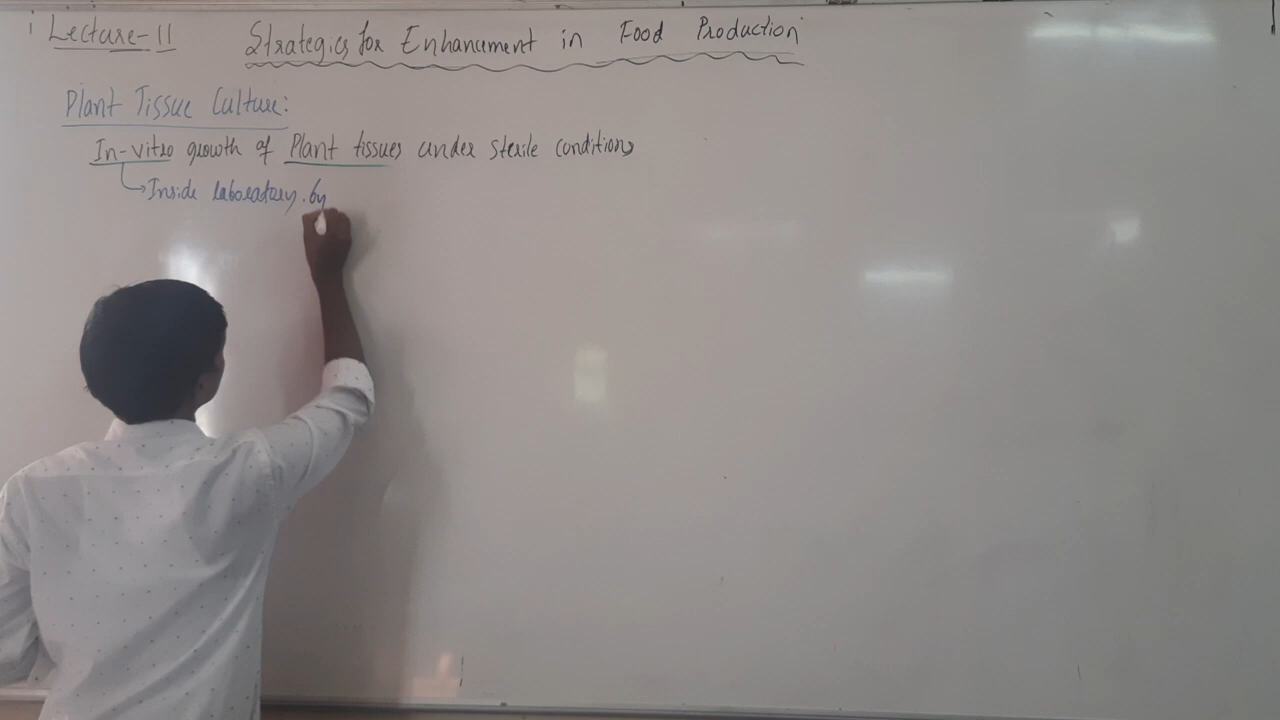 Lecture-11
Strategies for Enhancement in Food Production
Plant Tissue Culture:
In-vitro growth of Plant tissues under sterile conditions
Inside laboratory. by